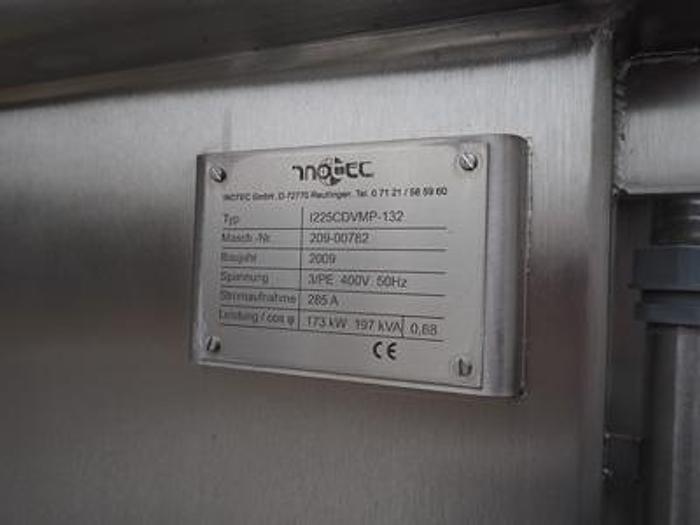 INOTEC
INOTEC GmbH, D-72770 Reutlingen, Tel. 0 71 21 / 58 59 60
Typ I225CDVMP-132
Masch.-Nr. 209-00782
Baujahr 2009
Spannung 3/PE 400V 50Hz
Stromaufnahme 285 A
Leistung / cos φ 173 kW 197 kVA 0,88
CE